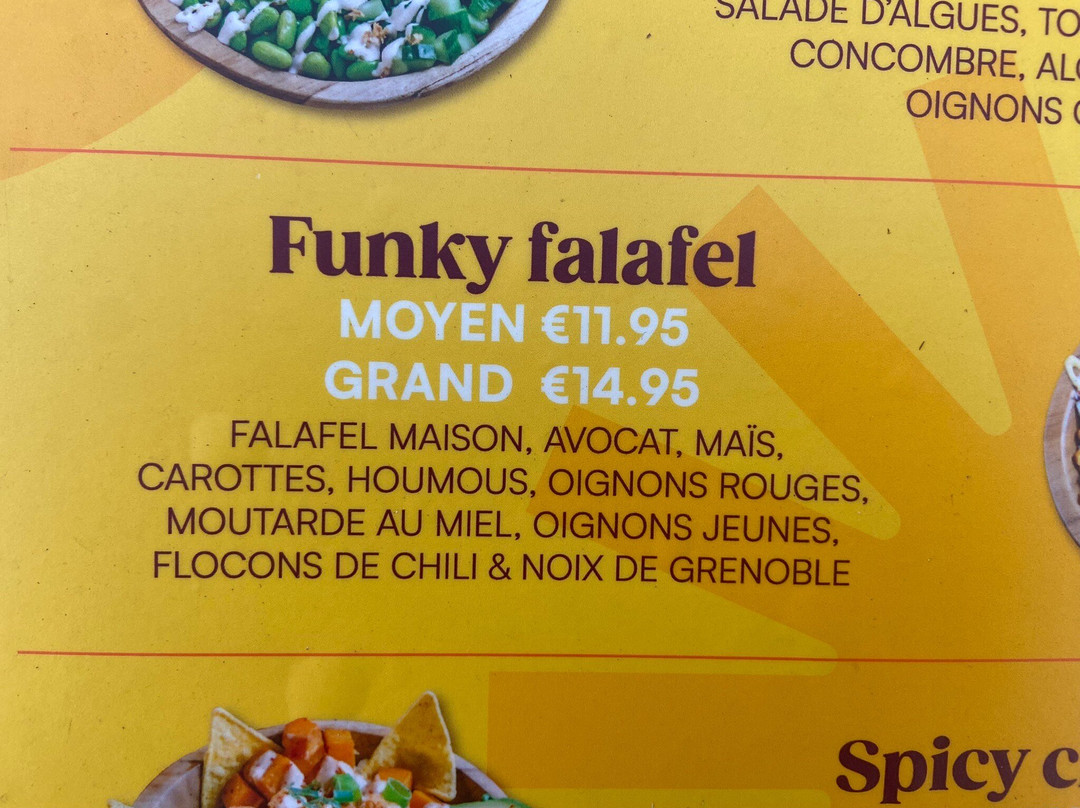 SALADE D'ALGUES,
CONCOMBRE,
OIGNONS
Funky falafel
MOYEN €11.95
GRAND €14.95
FALAFEL MAISON, AVOCAT, MAÏS,
CAROTTES, HOUMOUS, OIGNONS ROUGES,
MOUTARDE AU MIEL, OIGNONS JEUNES,
FLOCONS DE CHILI & NOIX DE GRENOBLE
Spicy